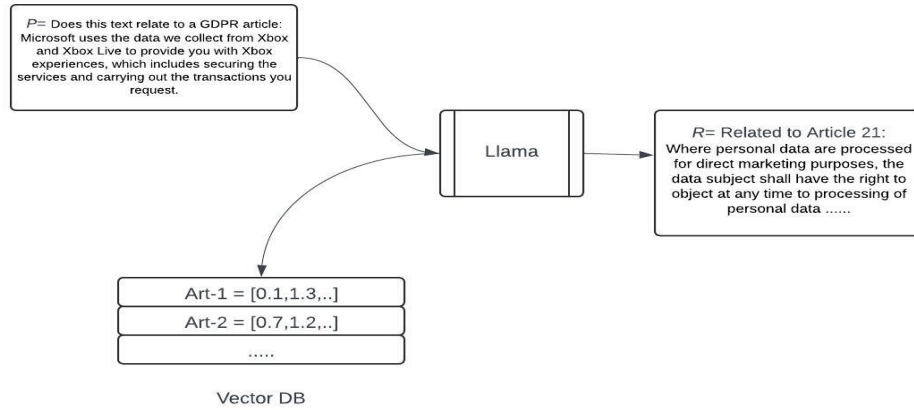 P= Does this text relate to a GDPR article:
Microsoft uses the data we collect from Xbox
and Xbox Live to provide you with Xbox
experiences, which includes securing the
services and carrying out the transactions you
request.
Llama
R= Related to Article 21:
Where personal data are processed
for direct marketing purposes, the
data subject shall have the right to
object at any time to processing of
personal data ......
Art-1 = [0.1,1.3,..]
Art-2 = [0.7,1.2,..]
.....
Vector DB